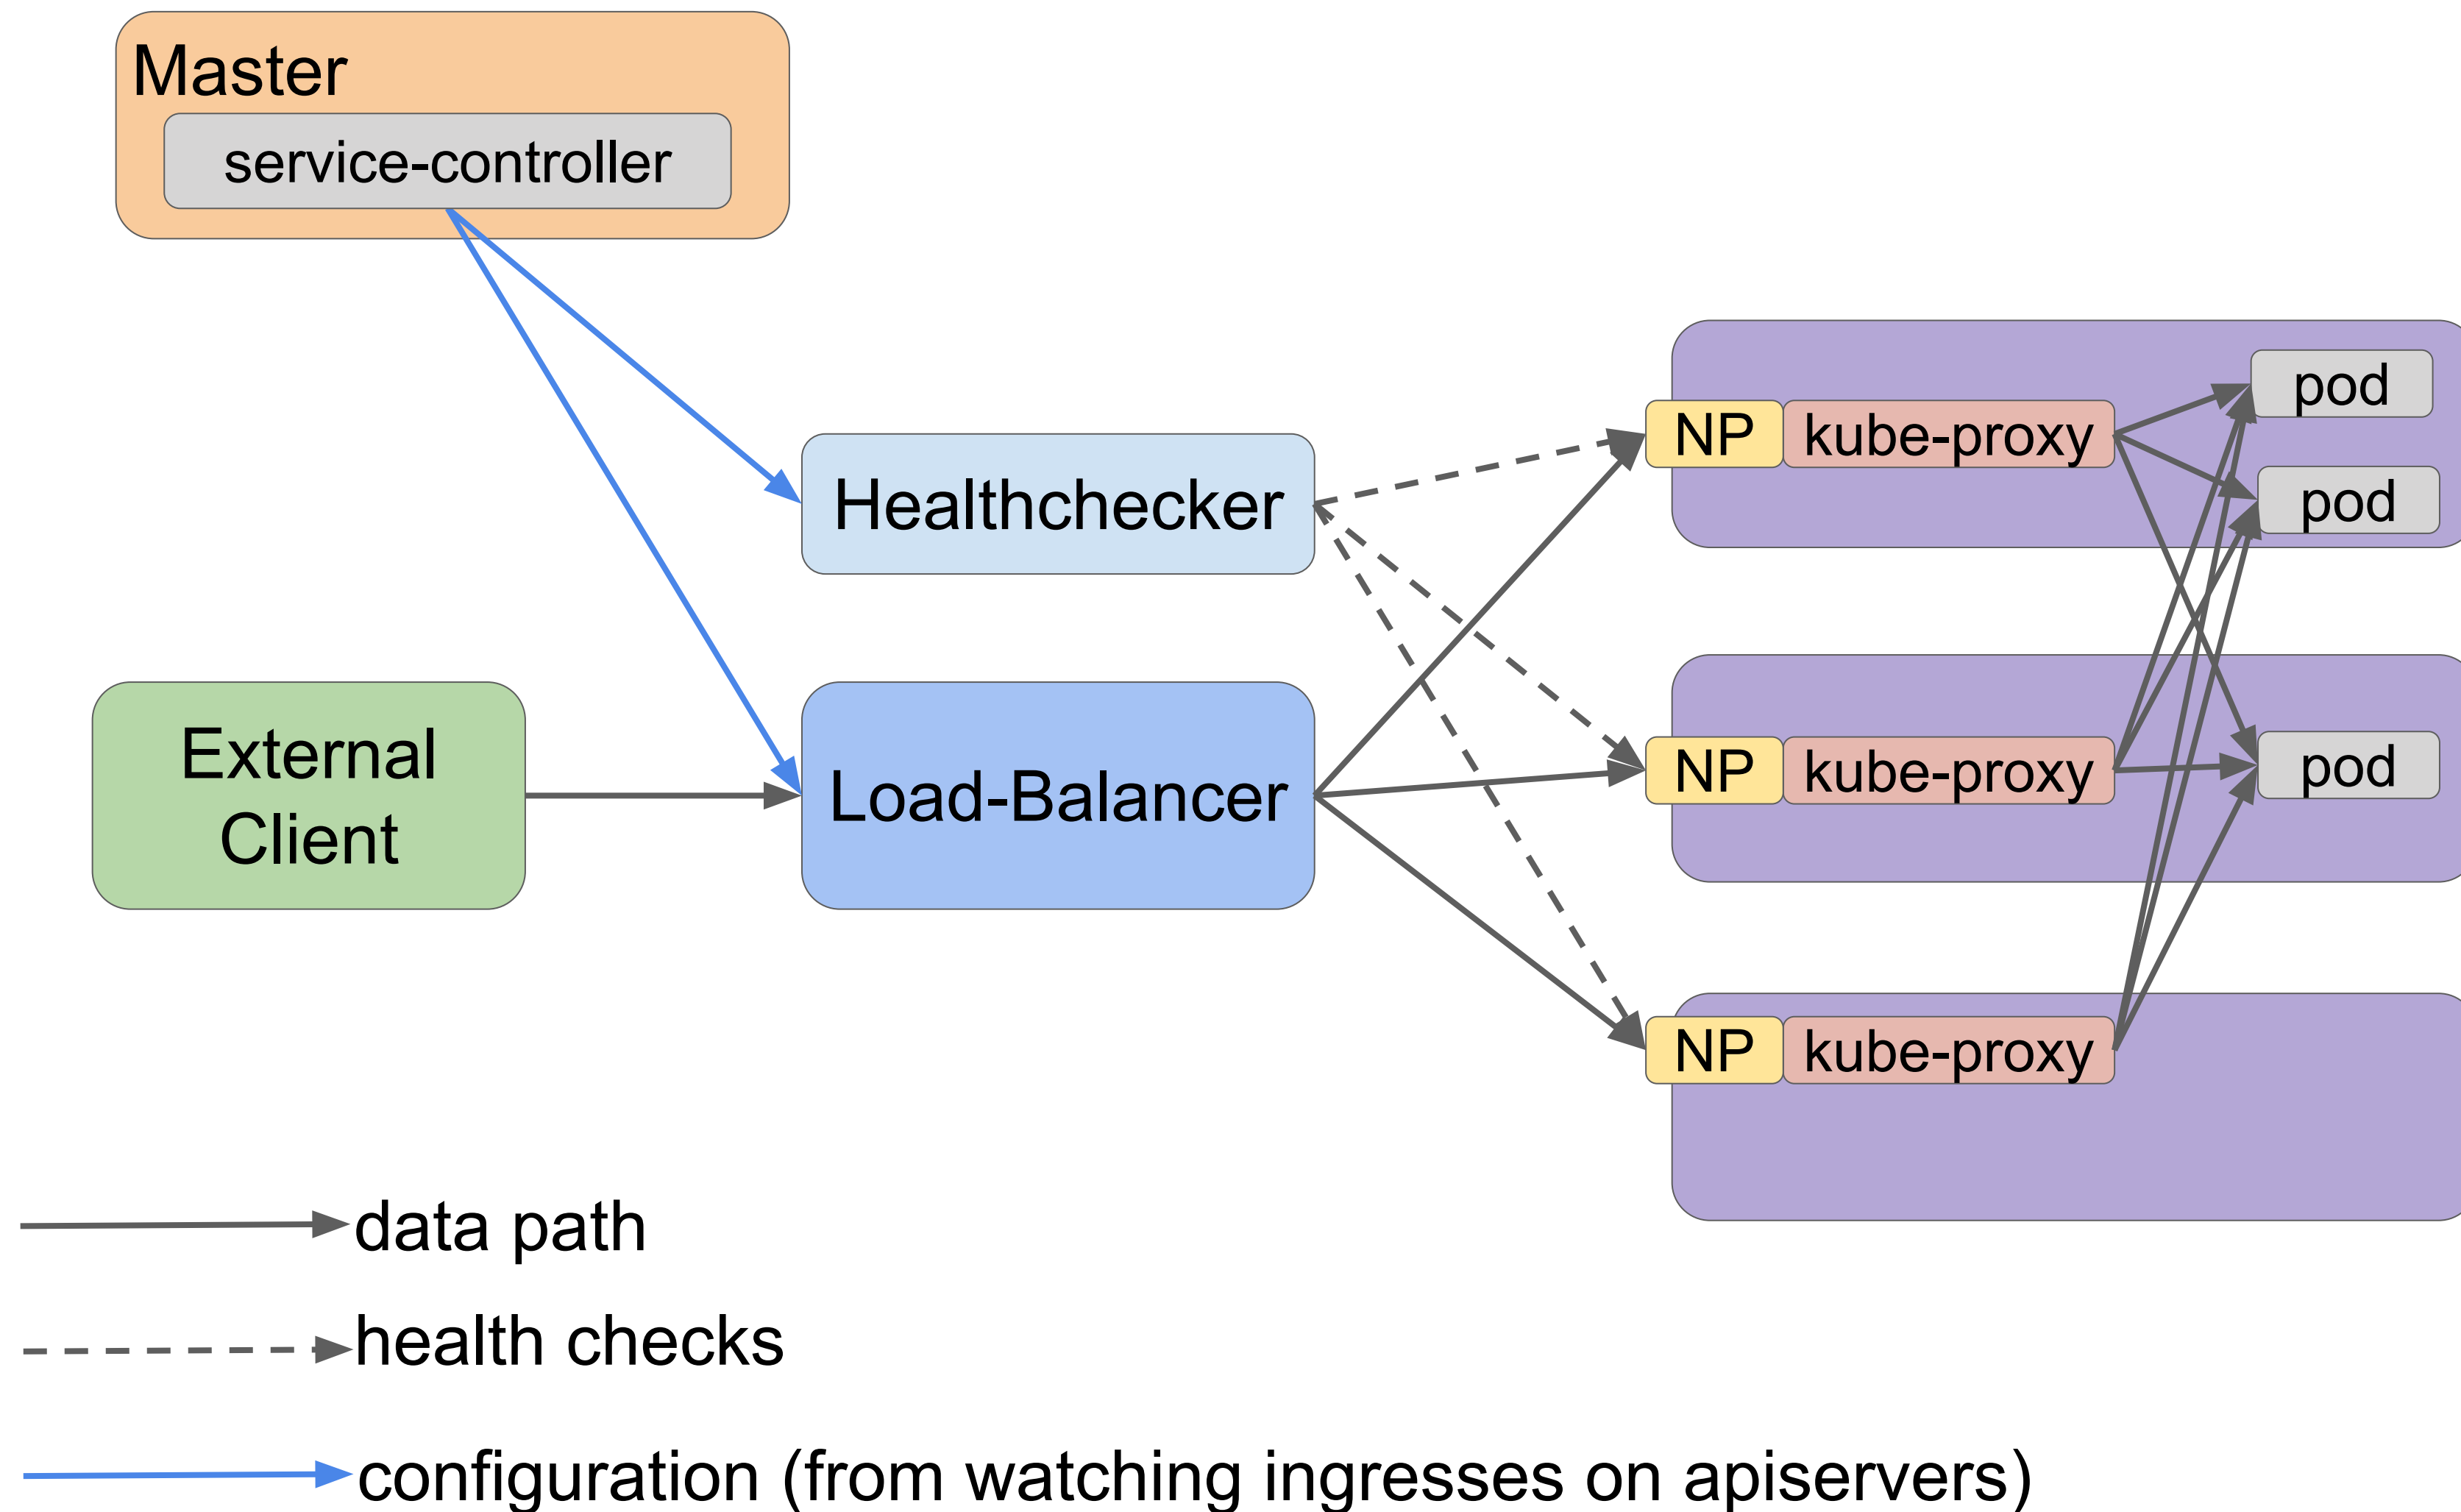 Master
service-controller
Healthchecker
External
Client
Load-Balancer
NP
kube-proxy
pod
pod
NP
kube-proxy
pod
NP
kube-proxy
data path
health checks
configuration (from watching ingresses on apiservers)